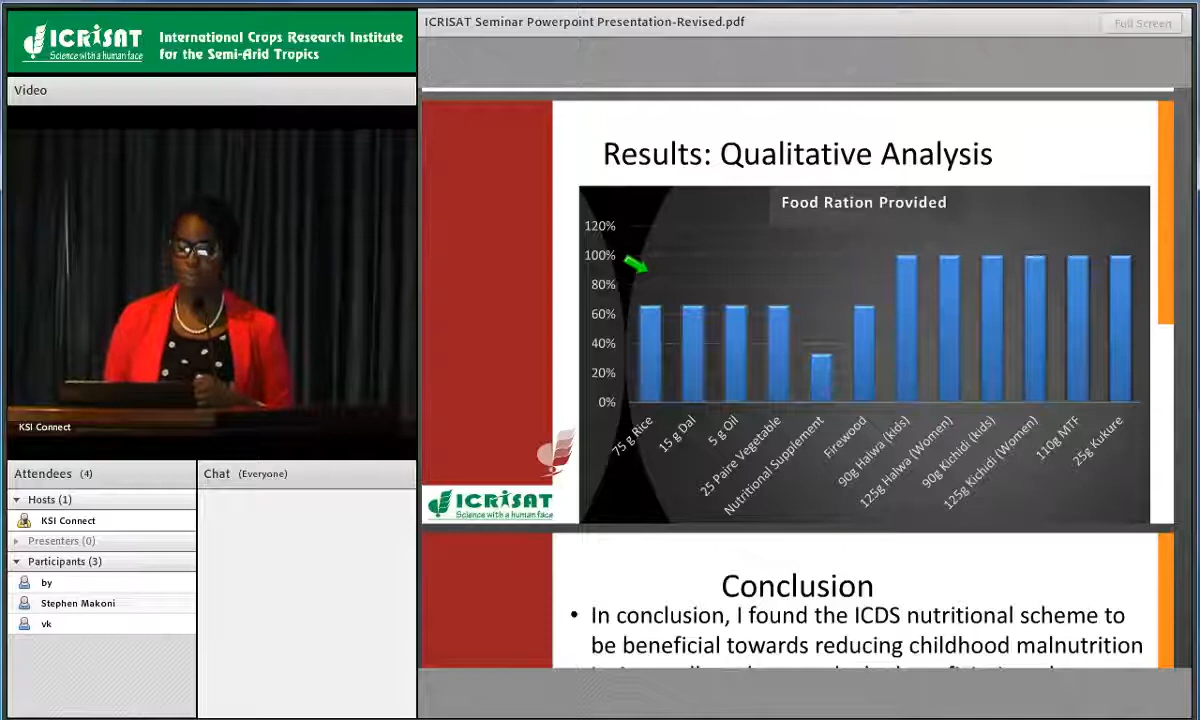 ICRISAT
Science with a human face
International Crops Research Institute
for the Semi-Arid Tropics
Video
KSI Connect
Attendees (4)
Hosts (1)
KSI Connect
Presenters (0)
Participants (3)
by
Stephen Makoni
vk
Chat (Everyone)
ICRISAT Seminar Powerpoint Presentation-Revised.pdf
Full Screen
Results: Qualitative Analysis
Food Ration Provided
120%
100%
80%
60%
40%
20%
0%
75 g Rice
15 g Dal
5 g Oil
25 Paire Vegetable
Nutritional Supplement
Firewood
90g Halwa (kids)
125g Halwa (Women)
90g Kichidi (kids)
125g Kichidi (Women)
110g MTF
25g Kukure
ICRISAT
Science with a human face
Conclusion
• In conclusion, I found the ICDS nutritional scheme to
be beneficial towards reducing childhood malnutrition